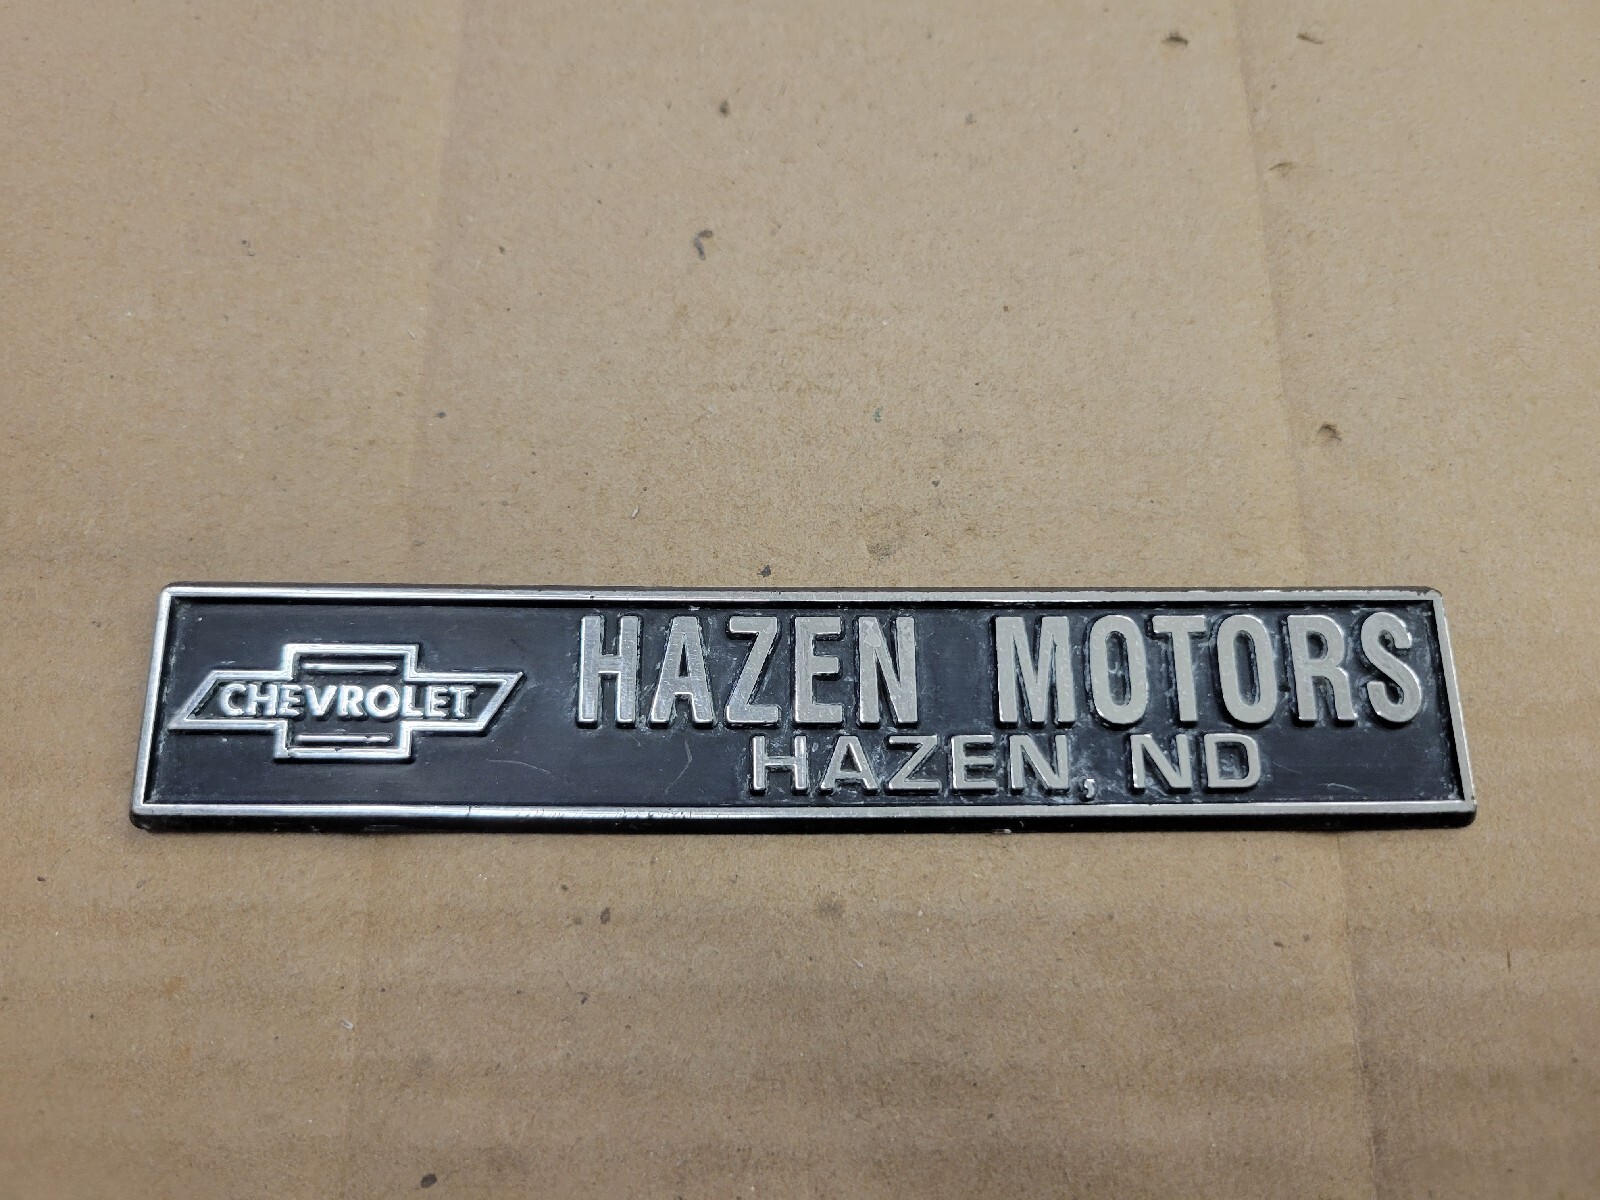 CHEVROLET
HAZEN MOTORS
HAZEN, ND